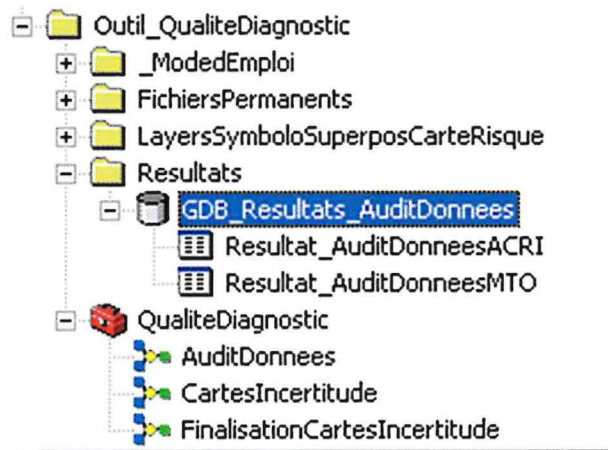 Outil_QualiteDiagnostic
_ModedEmploi
FichiersPermanents
LayersSymboloSuperposCarteRisque
Resultats
GDB_Resultats_AuditDonnees
Resultat_AuditDonneesACRI
Resultat_AuditDonneesMTO
QualiteDiagnostic
AuditDonnees
CartesIncertitude
FinalisationCartesIncertitude